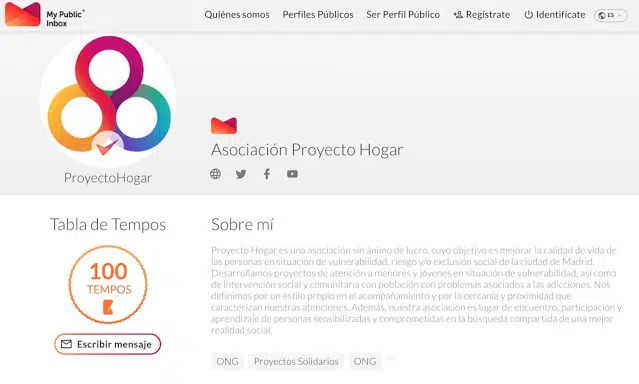 My Public Inbox®
Quiénes somos Perfiles Públicos Ser Perfil Público Regístrate Identifícate ES
Asociación Proyecto Hogar
ProyectoHogar
Tabla de Tempos
100
TEMPOS
Escribir mensaje
Sobre mí
Proyecto Hogar es una asociación sin ánimo de lucro, cuyo objetivo es mejorar la calidad de vida de
las personas en situación de vulnerabilidad, riesgo y/o exclusión social de la ciudad de Madrid.
Desarrollamos proyectos de atención a menores y jóvenes en situación de vulnerabilidad, así como
de intervención social y comunitaria con población con problemas asociados a las adicciones. Nos
definimos por un estilo propio en el acompañamiento y por la cercanía y proximidad que
caracterizan nuestras atenciones. Además, nuestra asociación es lugar de encuentro, participación y
aprendizaje de personas sensibilizadas y comprometidas en la búsqueda compartida de una mejor
realidad social.
ONG Proyectos Solidarios ONG